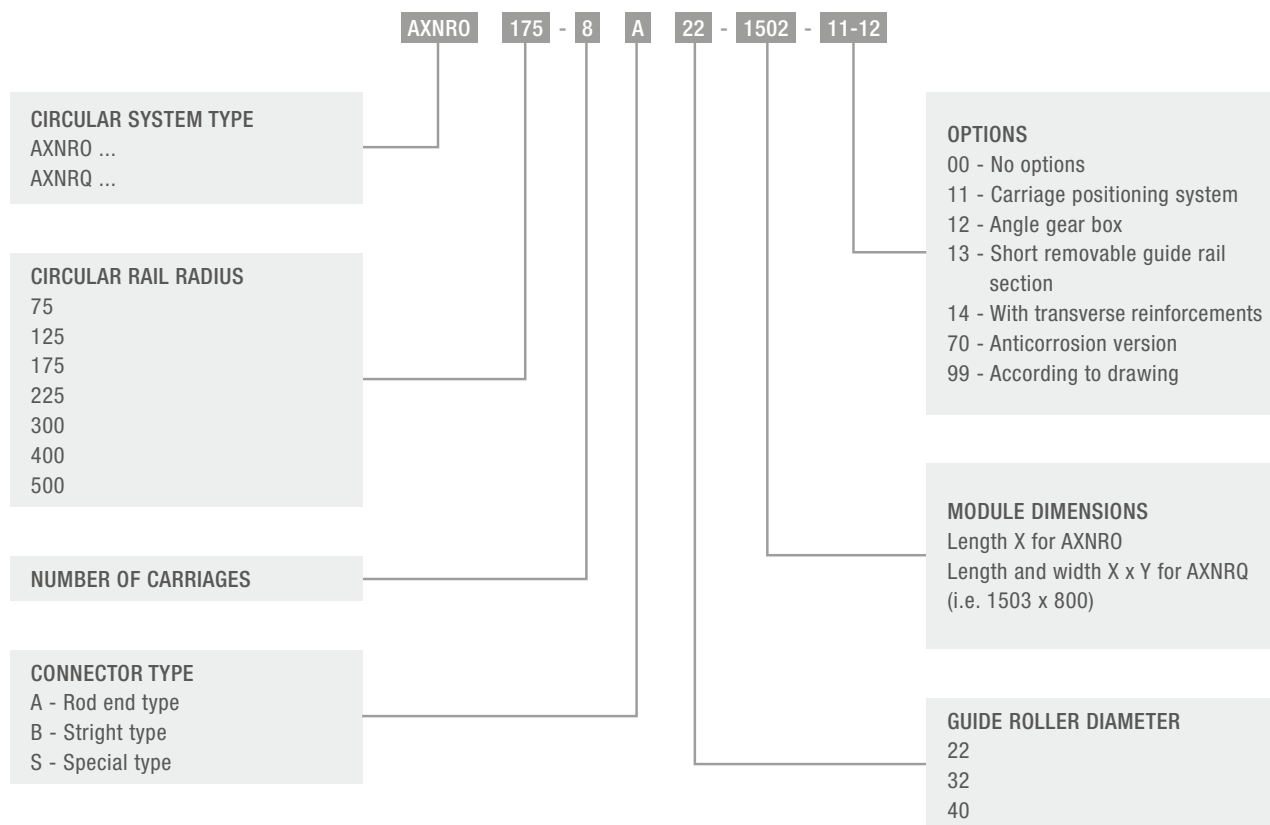 AXNRO 175 - 8 A 22 - 1502 - 11-12
CIRCULAR SYSTEM TYPE
AXNRO ...
AXNRQ ...
CIRCULAR RAIL RADIUS
75
125
175
225
300
400
500
NUMBER OF CARRIAGES
CONNECTOR TYPE
A - Rod end type
B - Stright type
S - Special type
OPTIONS
00 - No options
11 - Carriage positioning system
12 - Angle gear box
13 - Short removable guide rail
section
14 - With transverse reinforcements
70 - Anticorrosion version
99 - According to drawing
MODULE DIMENSIONS
Length X for AXNRO
Length and width X x Y for AXNRQ
(i.e. 1503 x 800)
GUIDE ROLLER DIAMETER
22
32
40